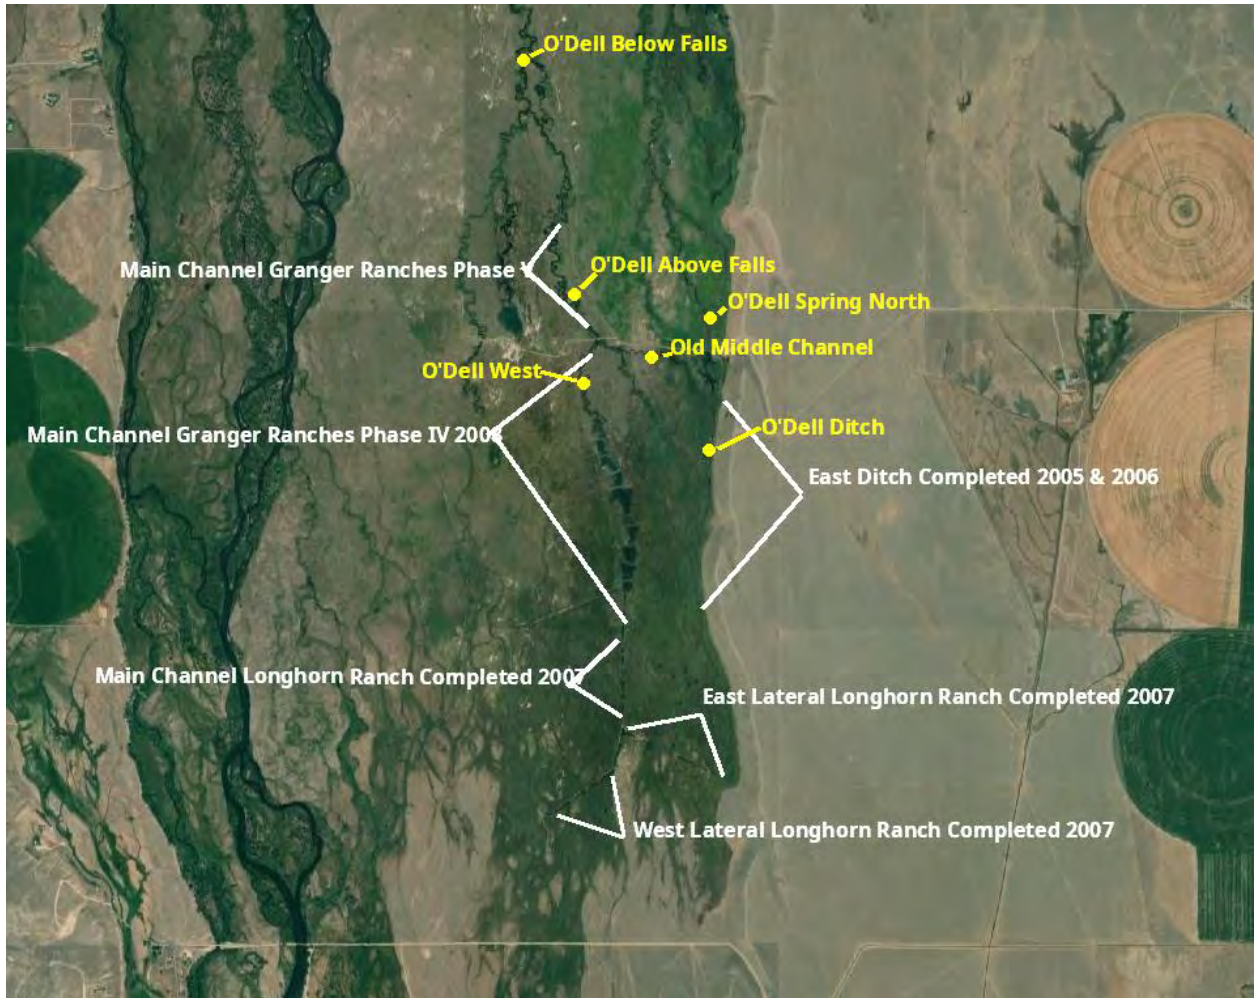 O'Dell Below Falls
Main Channel Granger Ranches Phase V
O'Dell Above Falls
O'Dell Spring North
Old Middle Channel
O'Dell West
O'Dell Ditch
Main Channel Granger Ranches Phase IV 2008
East Ditch Completed 2005 & 2006
Main Channel Longhorn Ranch Completed 2007
East Lateral Longhorn Ranch Completed 2007
West Lateral Longhorn Ranch Completed 2007